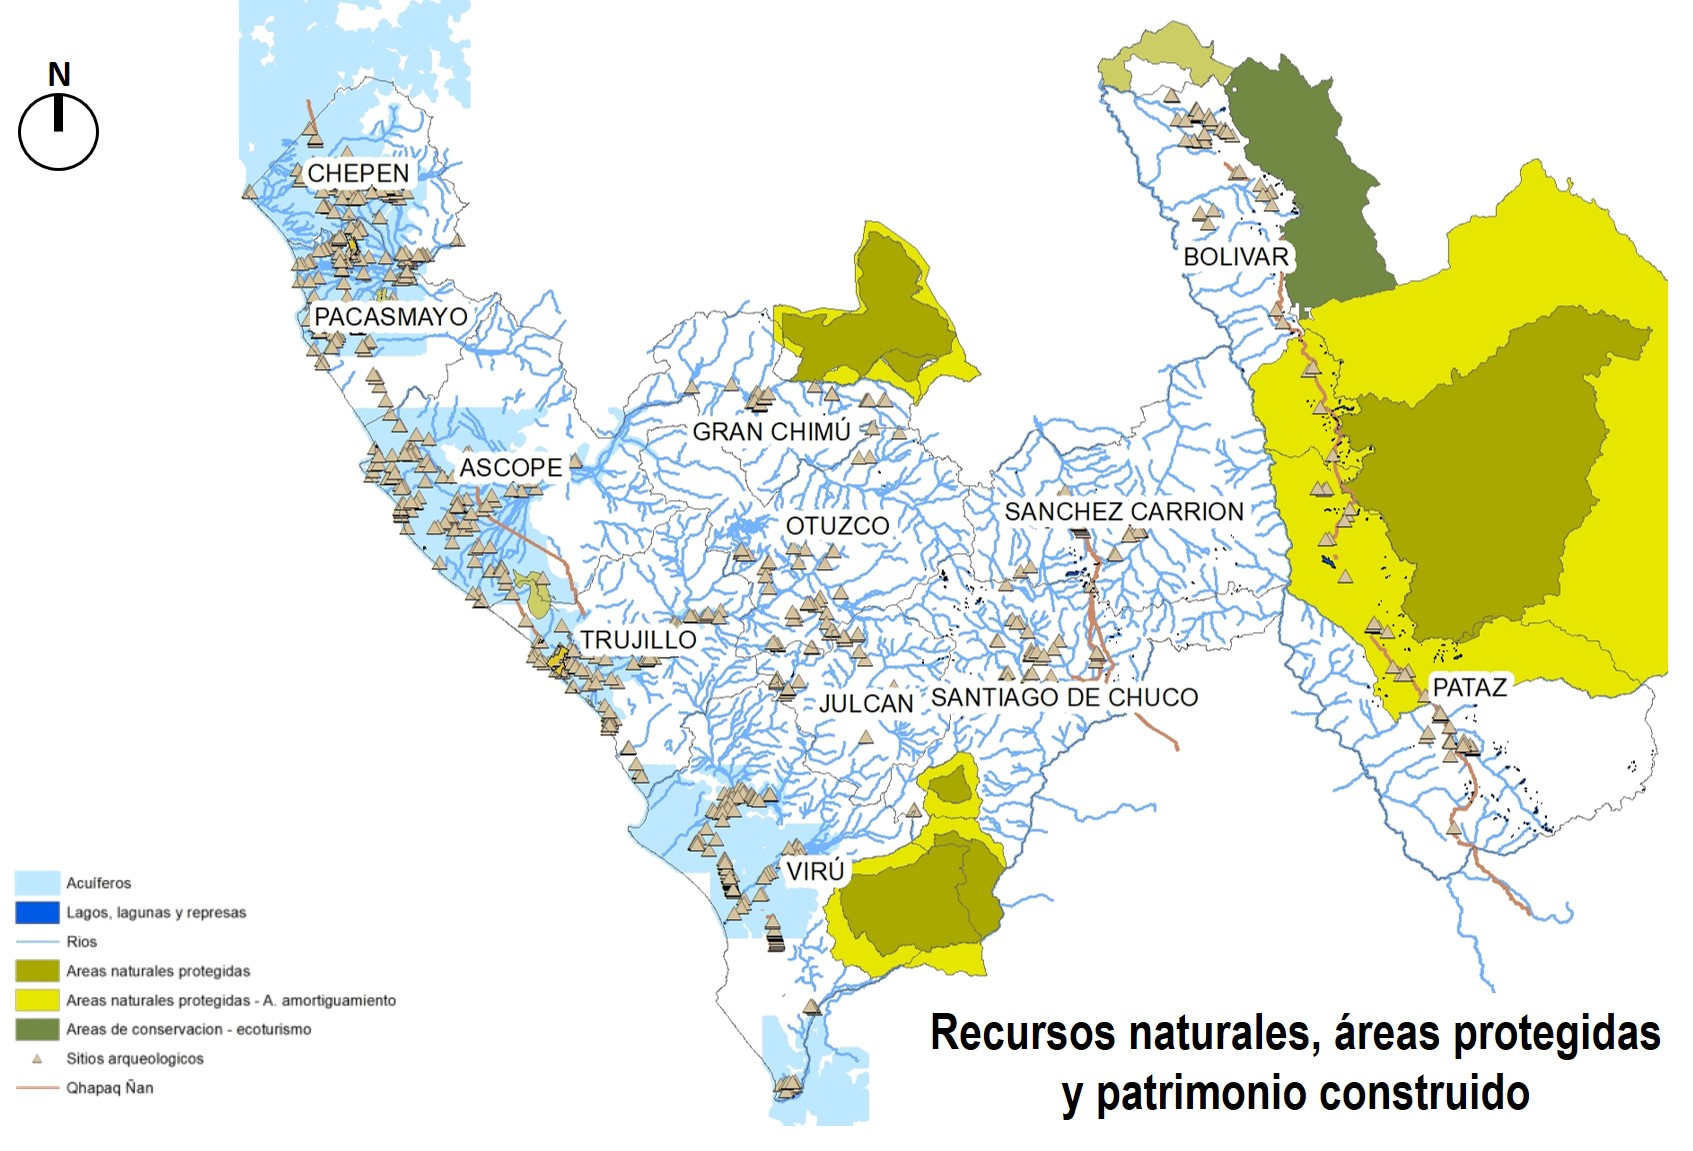 N
CHEPEN
BOLIVAR
PACASMAYO
GRAN CHIMÚ
ASCOPE
SANCHEZ CARRION
OTUZCO
TRUJILLO
PATAZ
JULCAN
SANTIAGO DE CHUCO
VIRÚ
Acuíferos
Lagos, lagunas y represas
Rios
Areas naturales protegidas
Areas naturales protegidas - A. amortiguamiento
Areas de conservacion - ecoturismo
Sitios arqueologicos
Qhapaq Ñan
Recursos naturales, áreas protegidas
y patrimonio construido